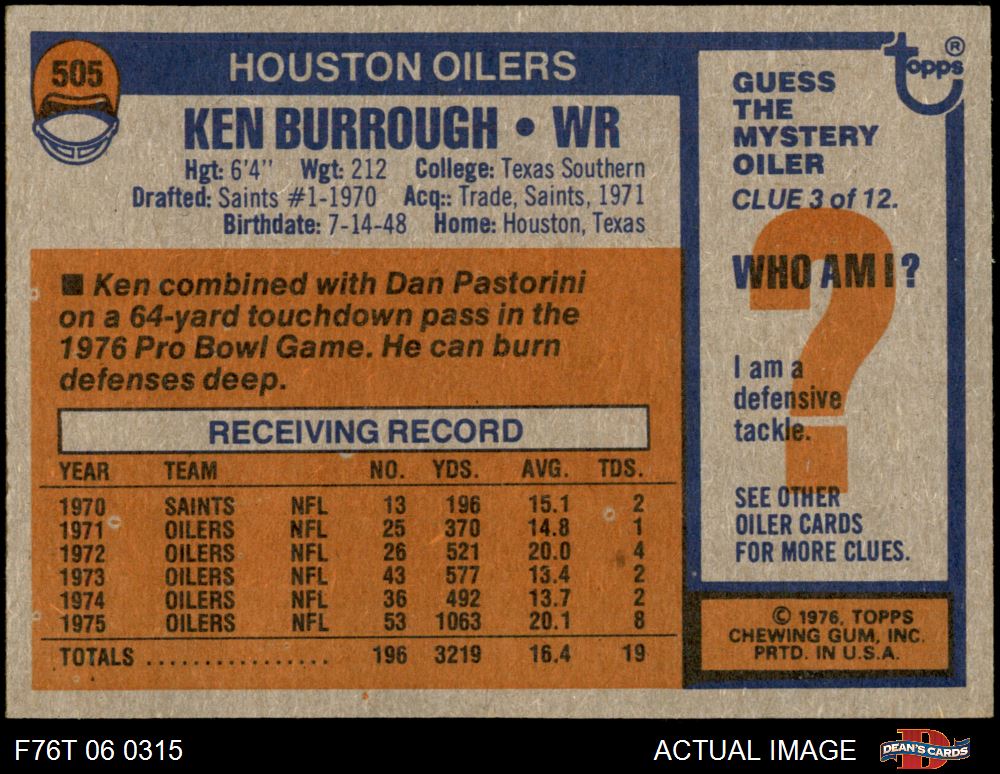 505
HOUSTON OILERS
KEN BURROUGH • WR
Hgt: 6'4" Wgt: 212 College: Texas Southern
Drafted: Saints #1-1970 Acq.: Trade, Saints, 1971
Birthdate: 7-14-48 Home: Houston, Texas
■ Ken combined with Dan Pastorini
on a 64-yard touchdown pass in the
1976 Pro Bowl Game. He can burn
defenses deep.
RECEIVING RECORD
YEAR TEAM NO. YDS. AVG. TDS.
1970 SAINTS NFL 13 196 15.1 2
1971 OILERS NFL 25 370 14.8 1
1972 OILERS NFL 26 521 20.0 4
1973 OILERS NFL 43 577 13.4 2
1974 OILERS NFL 36 492 13.7 2
1975 OILERS NFL 53 1063 20.1 8
TOTALS ................ 196 3219 16.4 19
topps ®
GUESS
THE
MYSTERY
OILER
CLUE 3 of 12.
?
WHO AM I?
I am a
defensive
tackle.
SEE OTHER
OILER CARDS
FOR MORE CLUES.
© 1976, TOPPS
CHEWING GUM, INC.
PRTD. IN U.S.A.
F76T 06 0315
ACTUAL IMAGE
D
DEAN'S CARDS